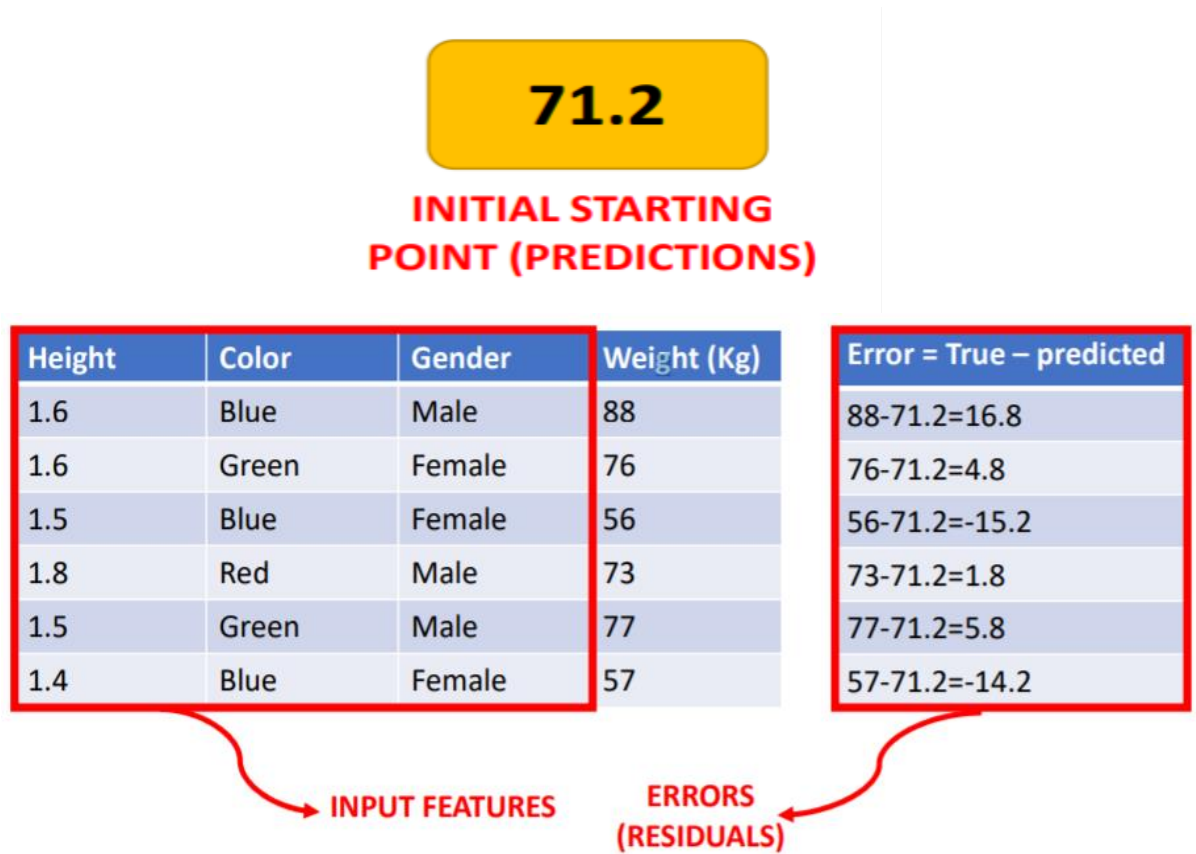 71.2
INITIAL STARTING
POINT (PREDICTIONS)
Height Color Gender Weight (Kg) Error = True – predicted
1.6 Blue Male 88 88-71.2=16.8
1.6 Green Female 76 76-71.2=4.8
1.5 Blue Female 56 56-71.2=-15.2
1.8 Red Male 73 73-71.2=1.8
1.5 Green Male 77 77-71.2=5.8
1.4 Blue Female 57 57-71.2=-14.2
INPUT FEATURES
ERRORS
(RESIDUALS)